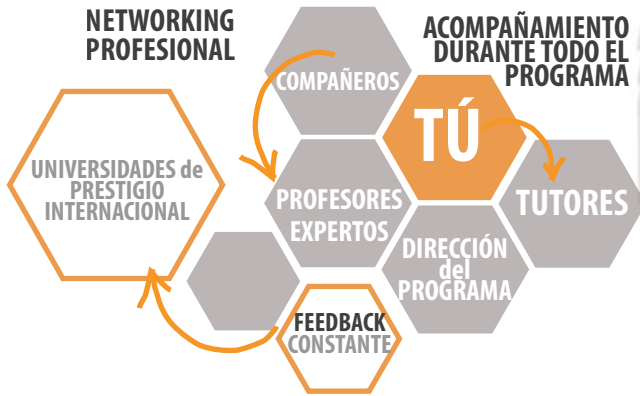 NETWORKING
PROFESIONAL
ACOMPAÑAMIENTO
DURANTE TODO EL
PROGRAMA
COMPAÑEROS
TÚ
UNIVERSIDADES de
PRESTIGIO
INTERNACIONAL
PROFESORES
EXPERTOS
TUTORES
DIRECCIÓN
del
PROGRAMA
FEEDBACK
CONSTANTE